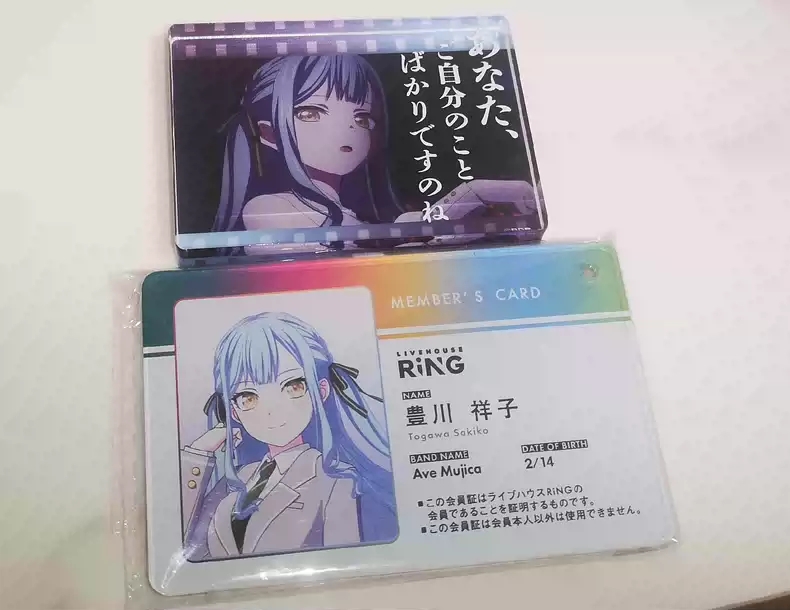 あなた、
ご自分のこと
ばかりですのね
MEMBER'S CARD
LIVEHOUSE
RiNG
NAME
豊川 祥子
Togawa Sakiko
BAND NAME
DATE OF BIRTH
Ave Mujica
2/14
■この会員証はライブハウスRiNGの
会員であることを証明するものです。
■この会員証は会員本人以外は使用できません。